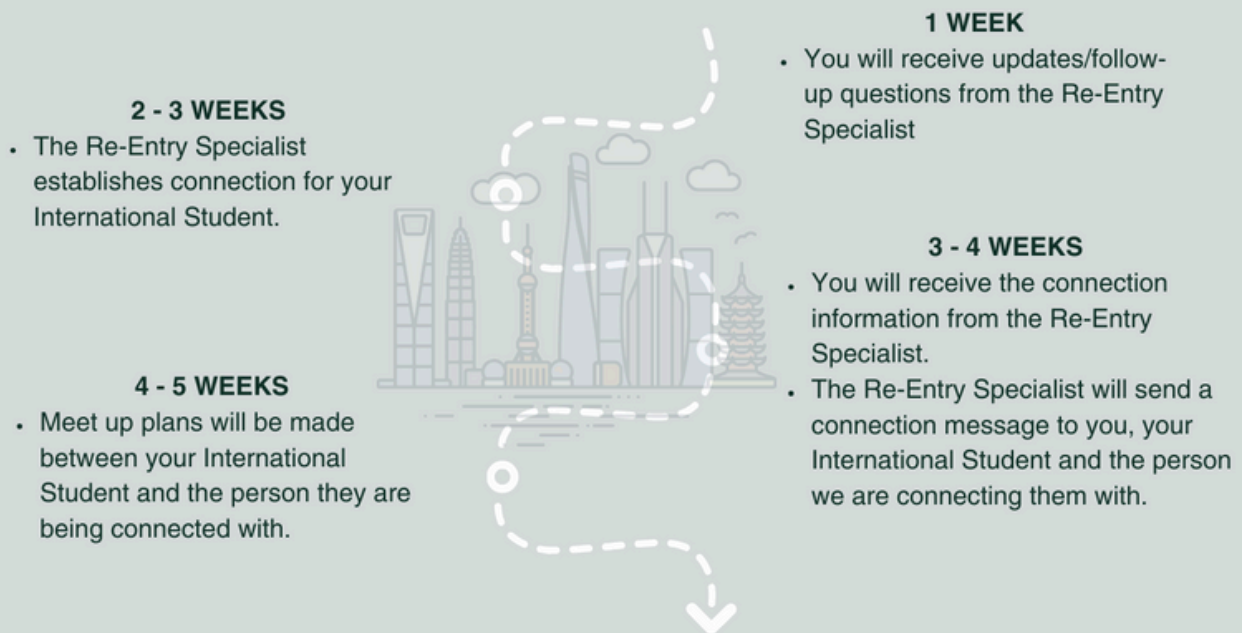 1 WEEK
• You will receive updates/follow-
up questions from the Re-Entry
Specialist
2 - 3 WEEKS
• The Re-Entry Specialist
establishes connection for your
International Student.
3 - 4 WEEKS
• You will receive the connection
information from the Re-Entry
Specialist.
• The Re-Entry Specialist will send a
connection message to you, your
International Student and the person
we are connecting them with.
4 - 5 WEEKS
• Meet up plans will be made
between your International
Student and the person they are
being connected with.